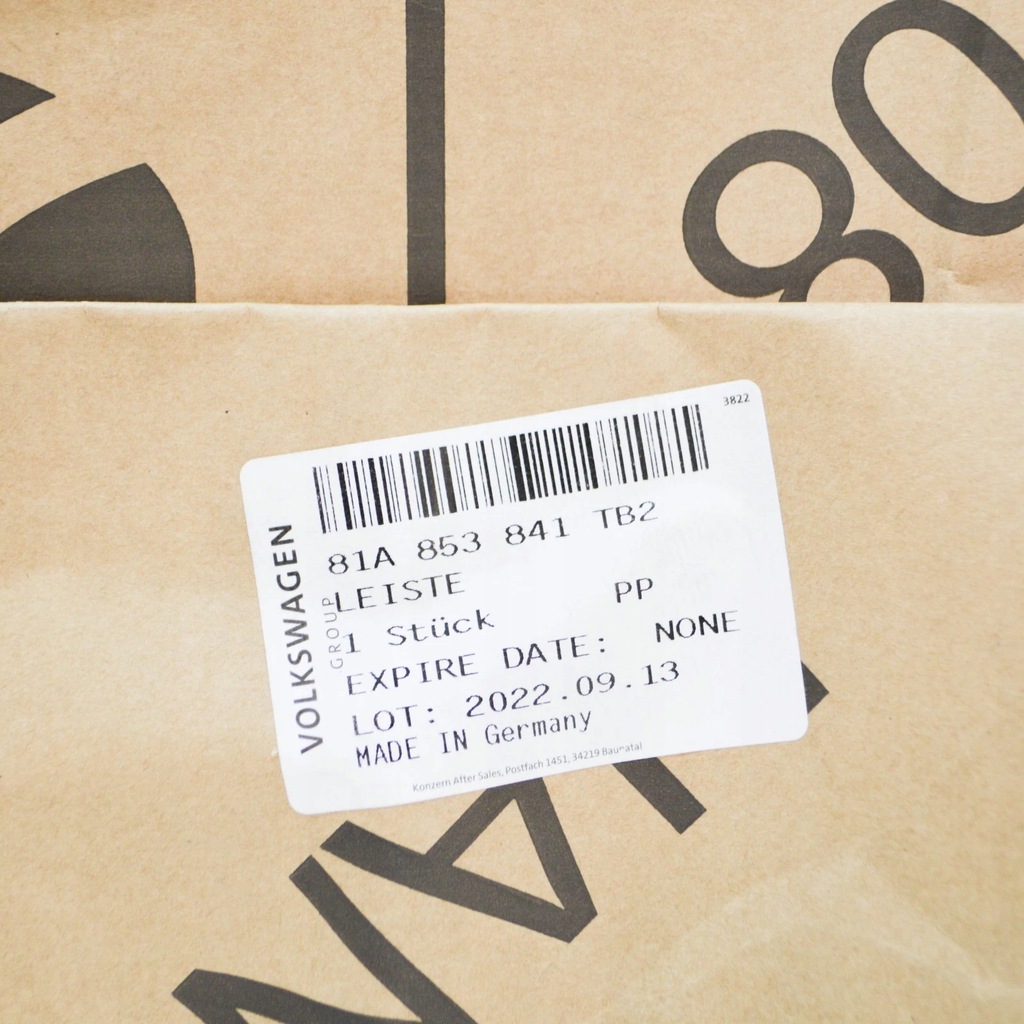 80
3822
81A 853 841 TB2
LEISTE
1 Stück PP
EXPIRE DATE: NONE
LOT: 2022.09.13
MADE IN Germany
Konzern After Sales, Postfach 1451, 34219 Baunatal
VOLKSWAGEN
GROUP